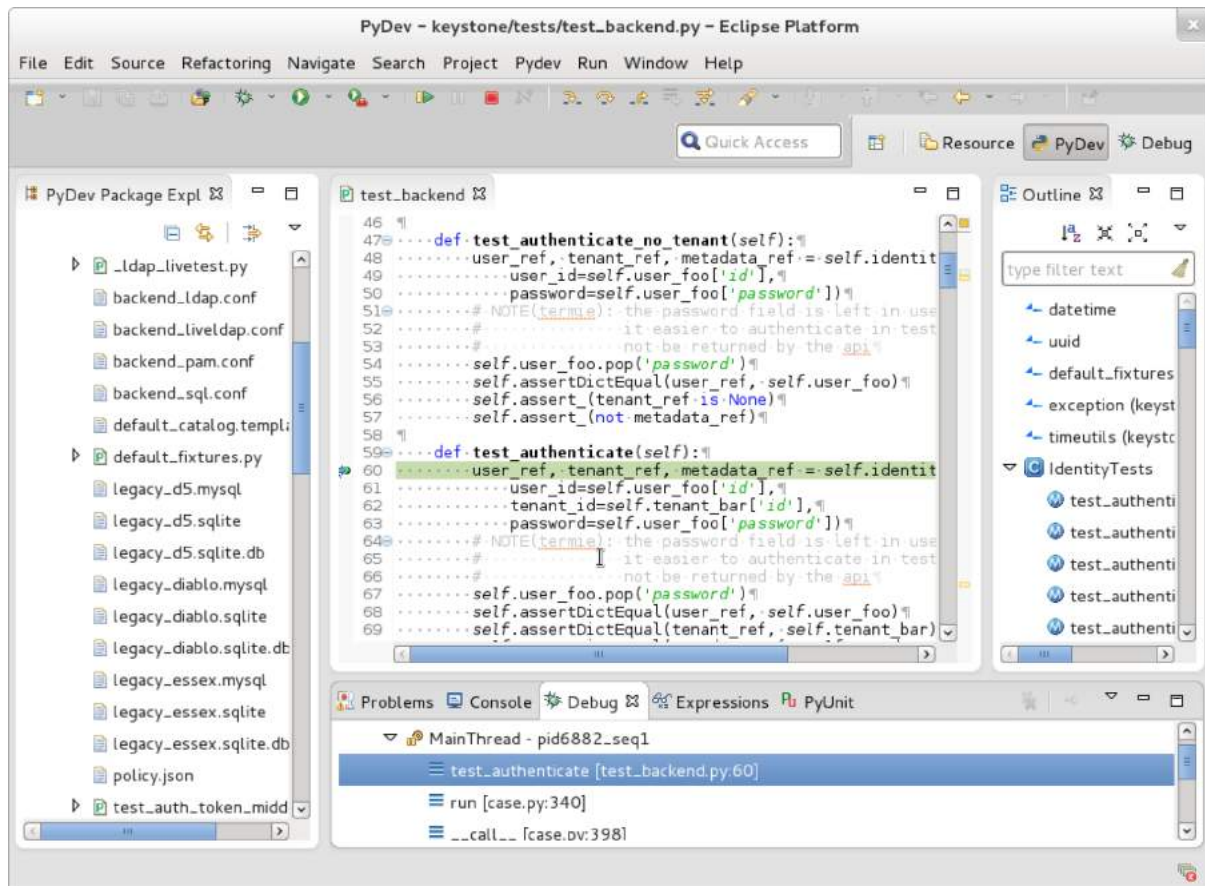 PyDev – keystone/tests/test_backend.py – Eclipse Platform
File Edit Source Refactoring Navigate Search Project Pydev Run Window Help
Quick Access
Resource
PyDev
Debug
PyDev Package Expl
_ldap_livetest.py
backend_ldap.conf
backend_liveldap.conf
backend_pam.conf
backend_sql.conf
default_catalog.templ
default_fixtures.py
legacy_d5.mysql
legacy_d5.sqlite
legacy_d5.sqlite.db
legacy_diablo.mysql
legacy_diablo.sqlite
legacy_diablo.sqlite.db
legacy_essex.mysql
legacy_essex.sqlite
legacy_essex.sqlite.db
policy.json
test_auth_token_midd
test_backend
46 ¶
47 ····def·test_authenticate_no_tenant(self):¶
48 ········user_ref,·tenant_ref,·metadata_ref·=·self.identit
49 ············user_id=self.user_foo['id'],¶
50 ············password=self.user_foo['password'])¶
51 ········#·NOTE(termie):·the·password·field·is·left·in·use
52 ········#···············it·easier·to·authenticate·in·test
53 ········#···············not·be·returned·by·the·api¶
54 ········self.user_foo.pop('password')¶
55 ········self.assertDictEqual(user_ref,·self.user_foo)¶
56 ········self.assert_(tenant_ref·is·None)¶
57 ········self.assert_(not·metadata_ref)¶
58 ¶
59 ····def·test_authenticate(self):¶
60 ········user_ref,·tenant_ref,·metadata_ref·=·self.identit
61 ············user_id=self.user_foo['id'],¶
62 ············tenant_id=self.tenant_bar['id'],¶
63 ············password=self.user_foo['password'])¶
64 ········#·NOTE(termie):·the·password·field·is·left·in·use
65 ········#···············it·easier·to·authenticate·in·test
66 ········#···············not·be·returned·by·the·api¶
67 ········self.user_foo.pop('password')¶
68 ········self.assertDictEqual(user_ref,·self.user_foo)¶
69 ········self.assertDictEqual(tenant_ref,·self.tenant_bar)
Outline
type filter text
datetime
uuid
default_fixtures
exception (keyst
timeutils (keystc
IdentityTests
test_authenti
test_authenti
test_authenti
test_authenti
test_authenti
Problems
Console
Debug
Expressions
PyUnit
MainThread - pid6882_seq1
test_authenticate [test_backend.py:60]
run [case.py:340]
__call__ [case.py:398]